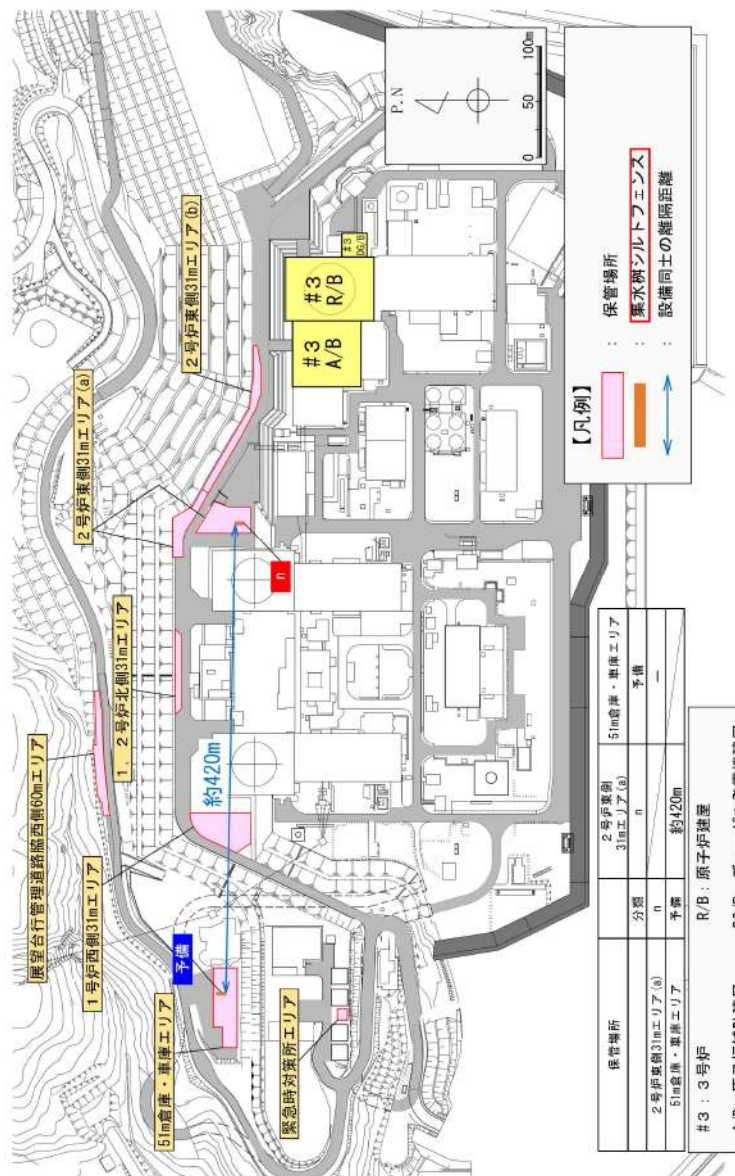 展望台行管理道路脇西側60mエリア
1号炉西側31mエリア
51m倉庫・車庫エリア
緊急時対策所エリア
予備
約420m
1，2号炉北側31mエリア
2号炉東側31mエリア(a)
2号炉東側31mエリア(b)
n
#3
A/B
#3
R/B
#3
DG/B
P.N
0 50 100m
【凡例】
： 保管場所
： 集水桝シルトフェンス
： 設備同士の離隔距離
保管場所 2号炉東側31mエリア(a) 51m倉庫・車庫エリア
分類 n 予備
2号炉東側31mエリア(a) n
51m倉庫・車庫エリア 予備 約420m
―
#3：3号炉 R/B：原子炉建屋